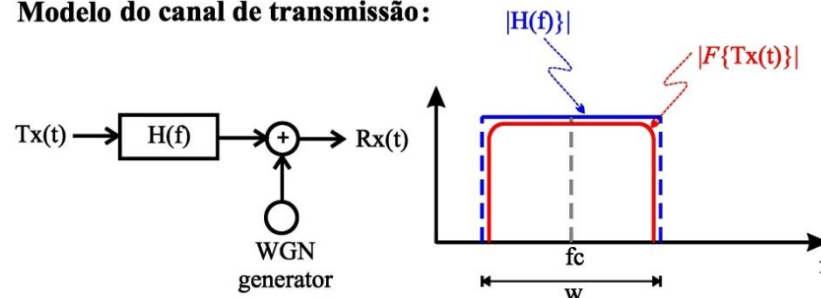 Modelo do canal de transmissão:
|H(f)}|
|F{Tx(t)}|
Tx(t)
H(f)
+
Rx(t)
WGN
generator
fc
w